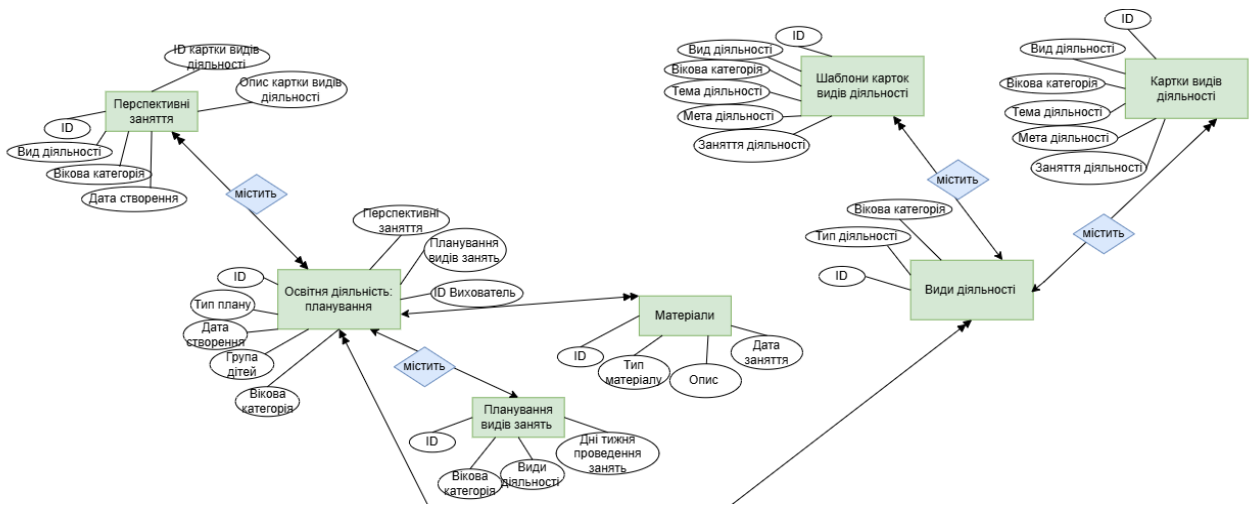 ID картки видів
діяльності
Опис картки видів
діяльності
Перспективні
заняття
ID
Вид діяльності
Вікова категорія
Дата створення
містить
ID
Вид діяльності
Вікова категорія
Тема діяльності
Мета діяльності
Заняття діяльності
Шаблони карток
видів діяльності
ID
Вид діяльності
Вікова категорія
Тема діяльності
Мета діяльності
Заняття діяльності
Картки видів
діяльності
містить
містить
Вікова категорія
Тип діяльності
ID
Види діяльності
Перспективні
заняття
Планування
видів занять
ID Вихователь
ID
Тип плану
Дата
створення
Група
дітей
Вікова
категорія
Освітня діяльність:
планування
Матеріали
ID
Тип
матеріалу
Опис
Дата
заняття
містить
Планування
видів занять
ID
Вікова
категорія
Види
діяльності
Дні тижня
проведення
занять